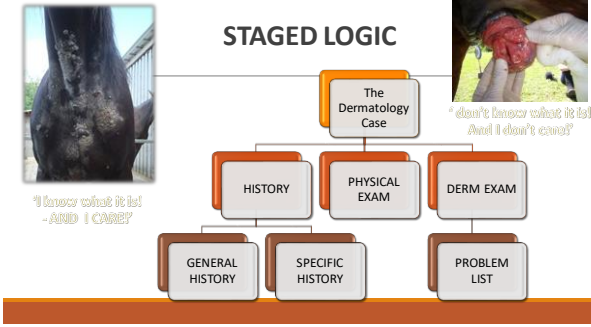 STAGED LOGIC
The
Dermatology
Case
' don't know what it is!
And I don't care!'
HISTORY
PHYSICAL
EXAM
DERM EXAM
'I know what it is!
- AND I CARE!'
GENERAL
HISTORY
SPECIFIC
HISTORY
PROBLEM
LIST